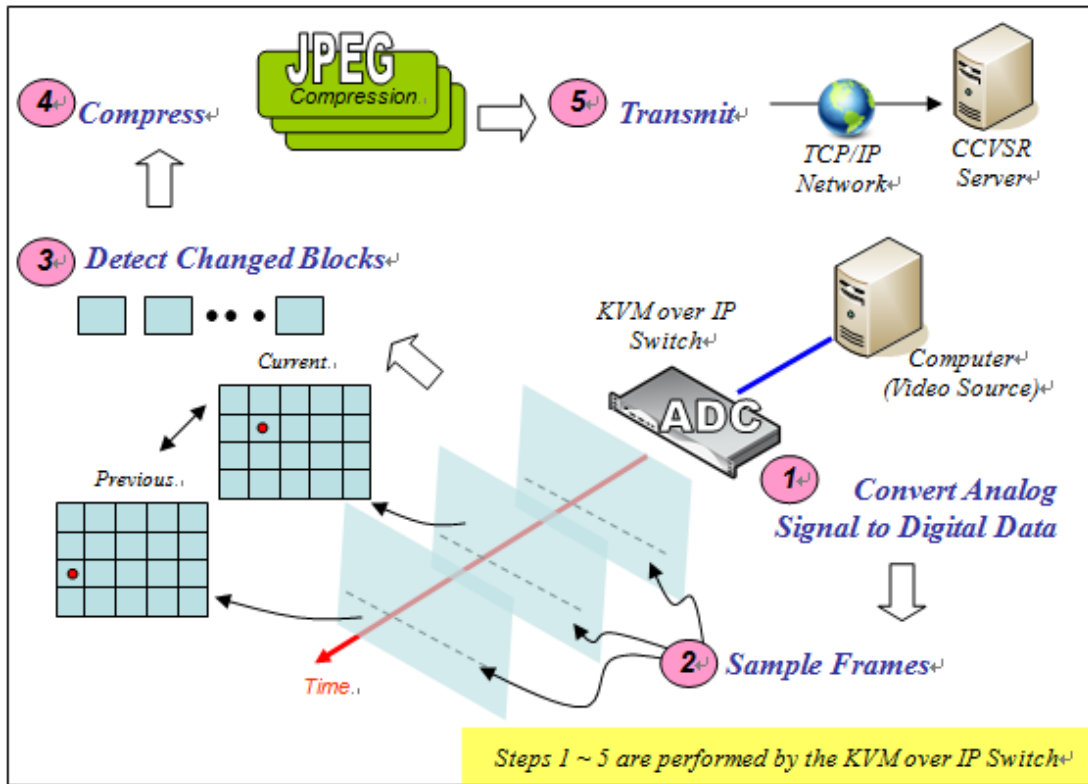 JPEG
Compression.
4
Compress
5
Transmit
TCP/IP
Network
CCVSR
Server
3
Detect Changed Blocks
KVM over IP
Switch
Computer
(Video Source)
Current.
ADC
Previous.
1
Convert Analog
Signal to Digital Data
2
Sample Frames
Time.
Steps 1 ~ 5 are performed by the KVM over IP Switch